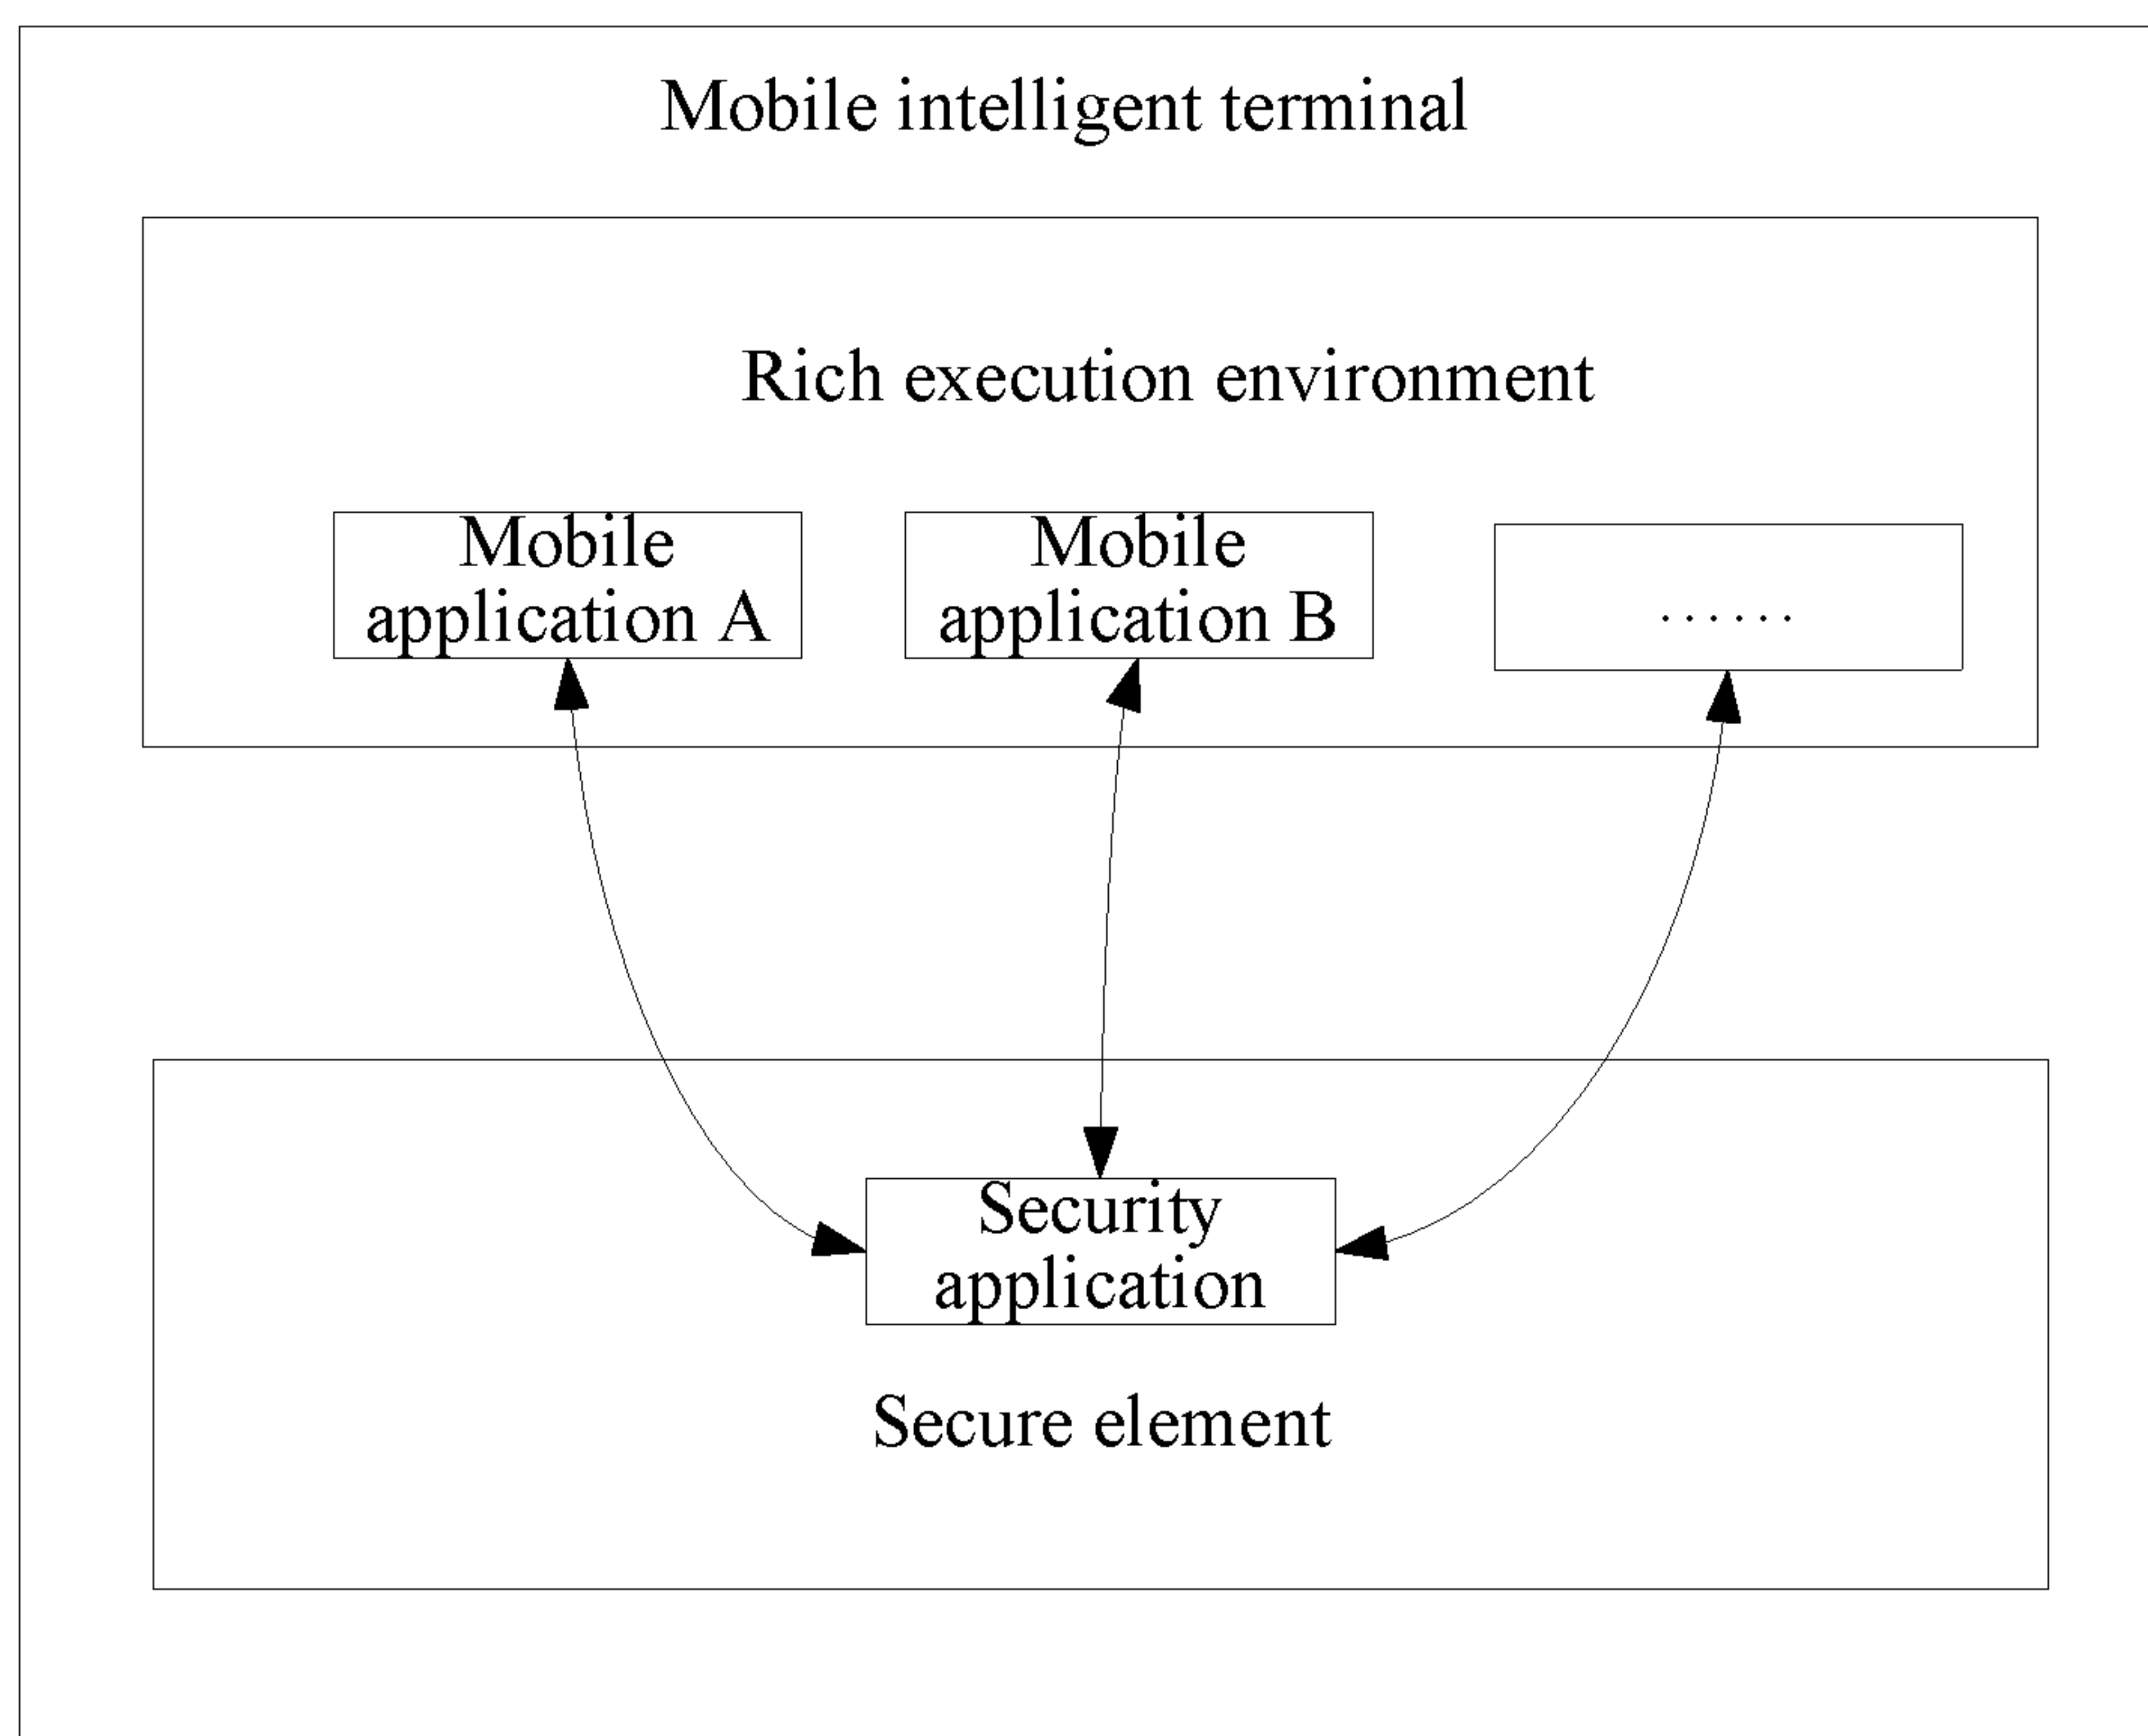 Mobile intelligent terminal
Rich execution environment
Mobile
application A
Mobile
application B
......
Security
application
Secure element